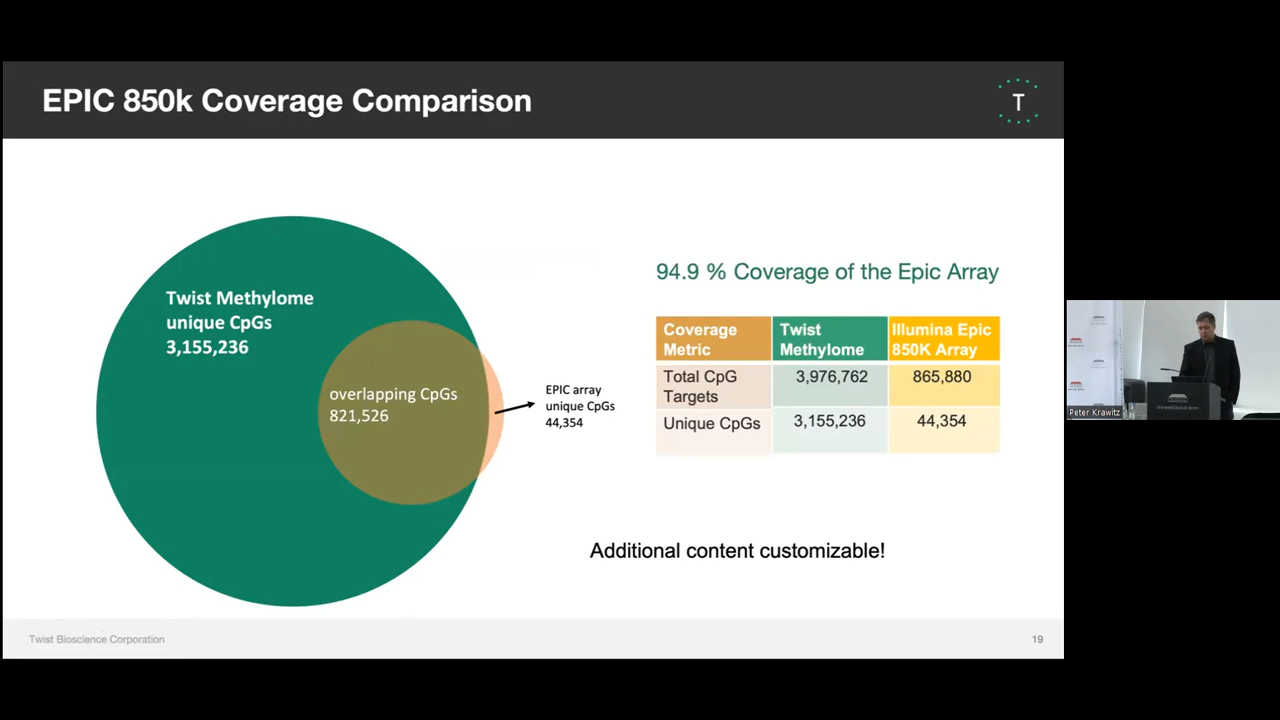 EPIC 850k Coverage Comparison
T
Twist Methylome
unique CpGs
3,155,236
overlapping CpGs
821,526
EPIC array
unique CpGs
44,354
94.9 % Coverage of the Epic Array
Coverage Metric
Twist Methylome
Illumina Epic 850K Array
Total CpG Targets
3,976,762
865,880
Unique CpGs
3,155,236
44,354
Additional content customizable!
Twist Bioscience Corporation
19
Peter Krawitz